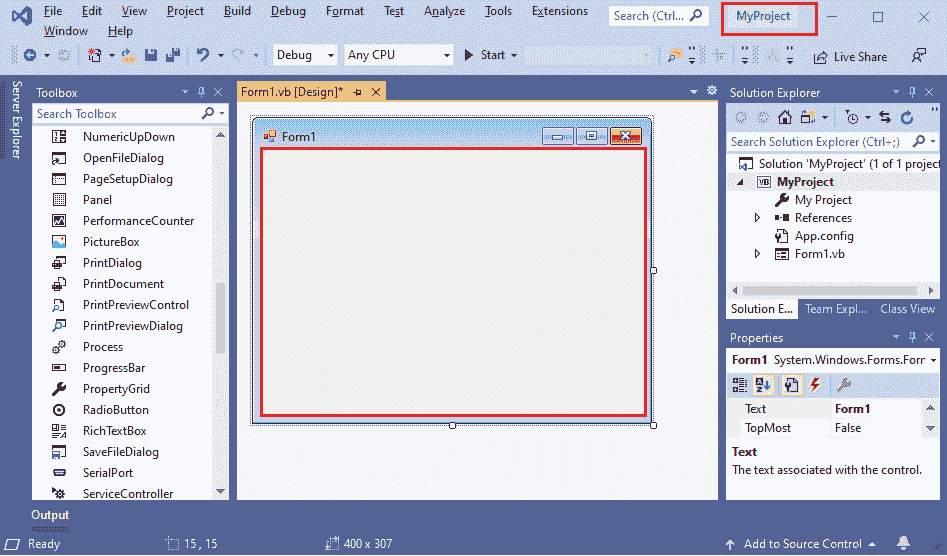 File Edit View Project Build Debug Format Test Analyze Tools Extensions Search (Ctrl... MyProject
Window Help
Debug Any CPU Start Live Share
Server Explorer
Toolbox
Search Toolbox
NumericUpDown
OpenFileDialog
PageSetupDialog
Panel
PerformanceCounter
PictureBox
PrintDialog
PrintDocument
PrintPreviewControl
PrintPreviewDialog
Process
ProgressBar
PropertyGrid
RadioButton
RichTextBox
SaveFileDialog
SerialPort
ServiceController
Form1.vb [Design]*
Form1
Solution Explorer
Search Solution Explorer (Ctrl+;)
Solution 'MyProject' (1 of 1 project
VB MyProject
My Project
References
App.config
Form1.vb
Solution E... Team Expl... Class View
Properties
Form1 System.Windows.Forms.Forr
Text Form1
TopMost False
Text
The text associated with the control.
Output
Ready 15 , 15 400 x 307 Add to Source Control